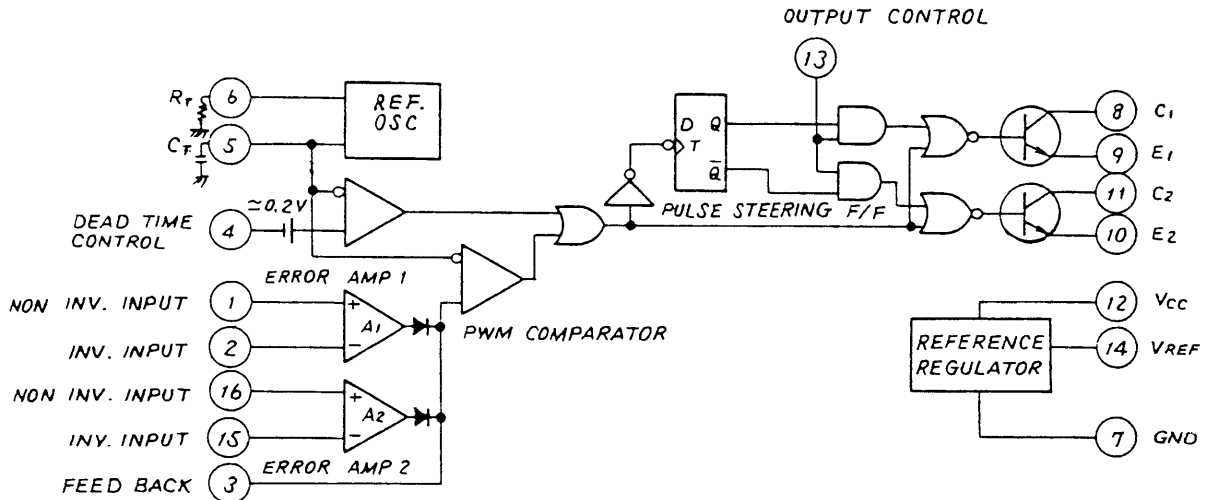 OUTPUT CONTROL
13
RT
6
REF.
OSC
CT
5
≃0.2V
DEAD TIME
CONTROL
4
D Q
T
Q̅
PULSE STEERING F/F
8 C1
9 E1
11 C2
10 E2
ERROR AMP 1
NON INV. INPUT 1
+
A1
-
INV. INPUT 2
PWM COMPARATOR
NON INV. INPUT 16
+
A2
-
INV. INPUT 15
ERROR AMP 2
FEED BACK 3
12 VCC
REFERENCE
REGULATOR
14 VREF
7 GND